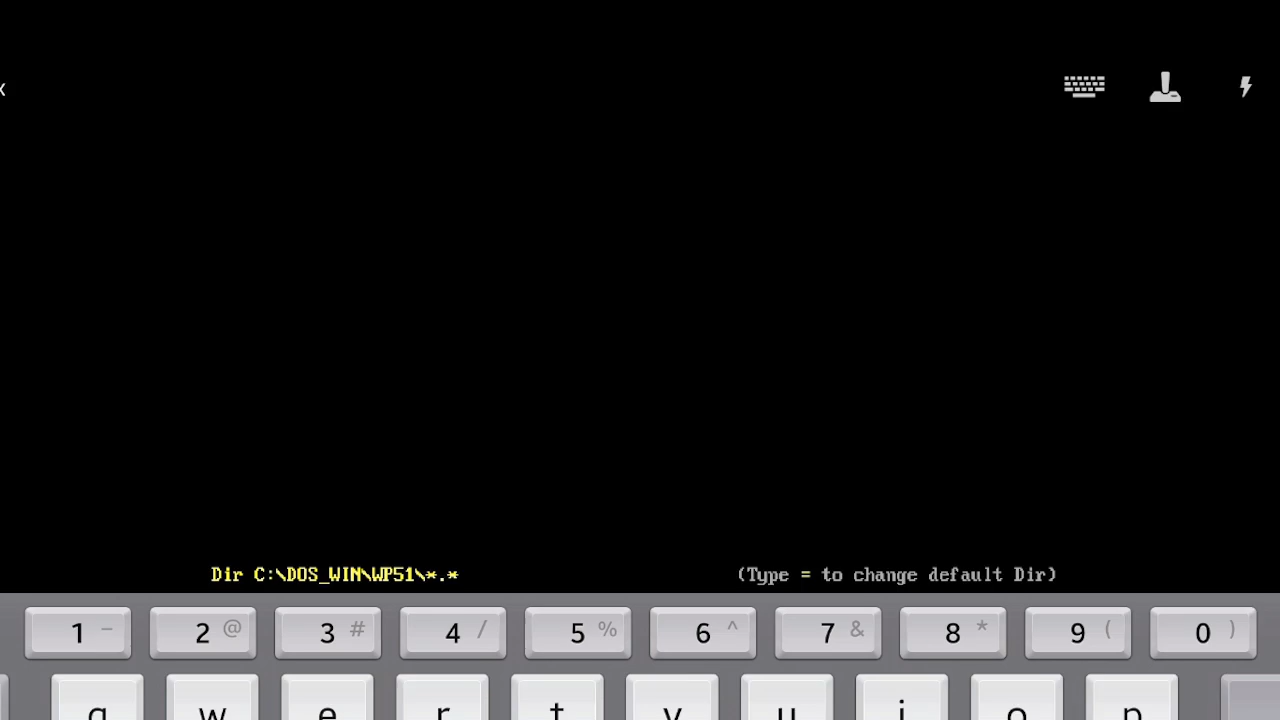 x
Dir C:\DOS_WIN\WP51\*.* (Type = to change default Dir)
1 - 2 @ 3 # 4 / 5 % 6 ^ 7 & 8 * 9 ( 0 )
q w e r t y u i o p